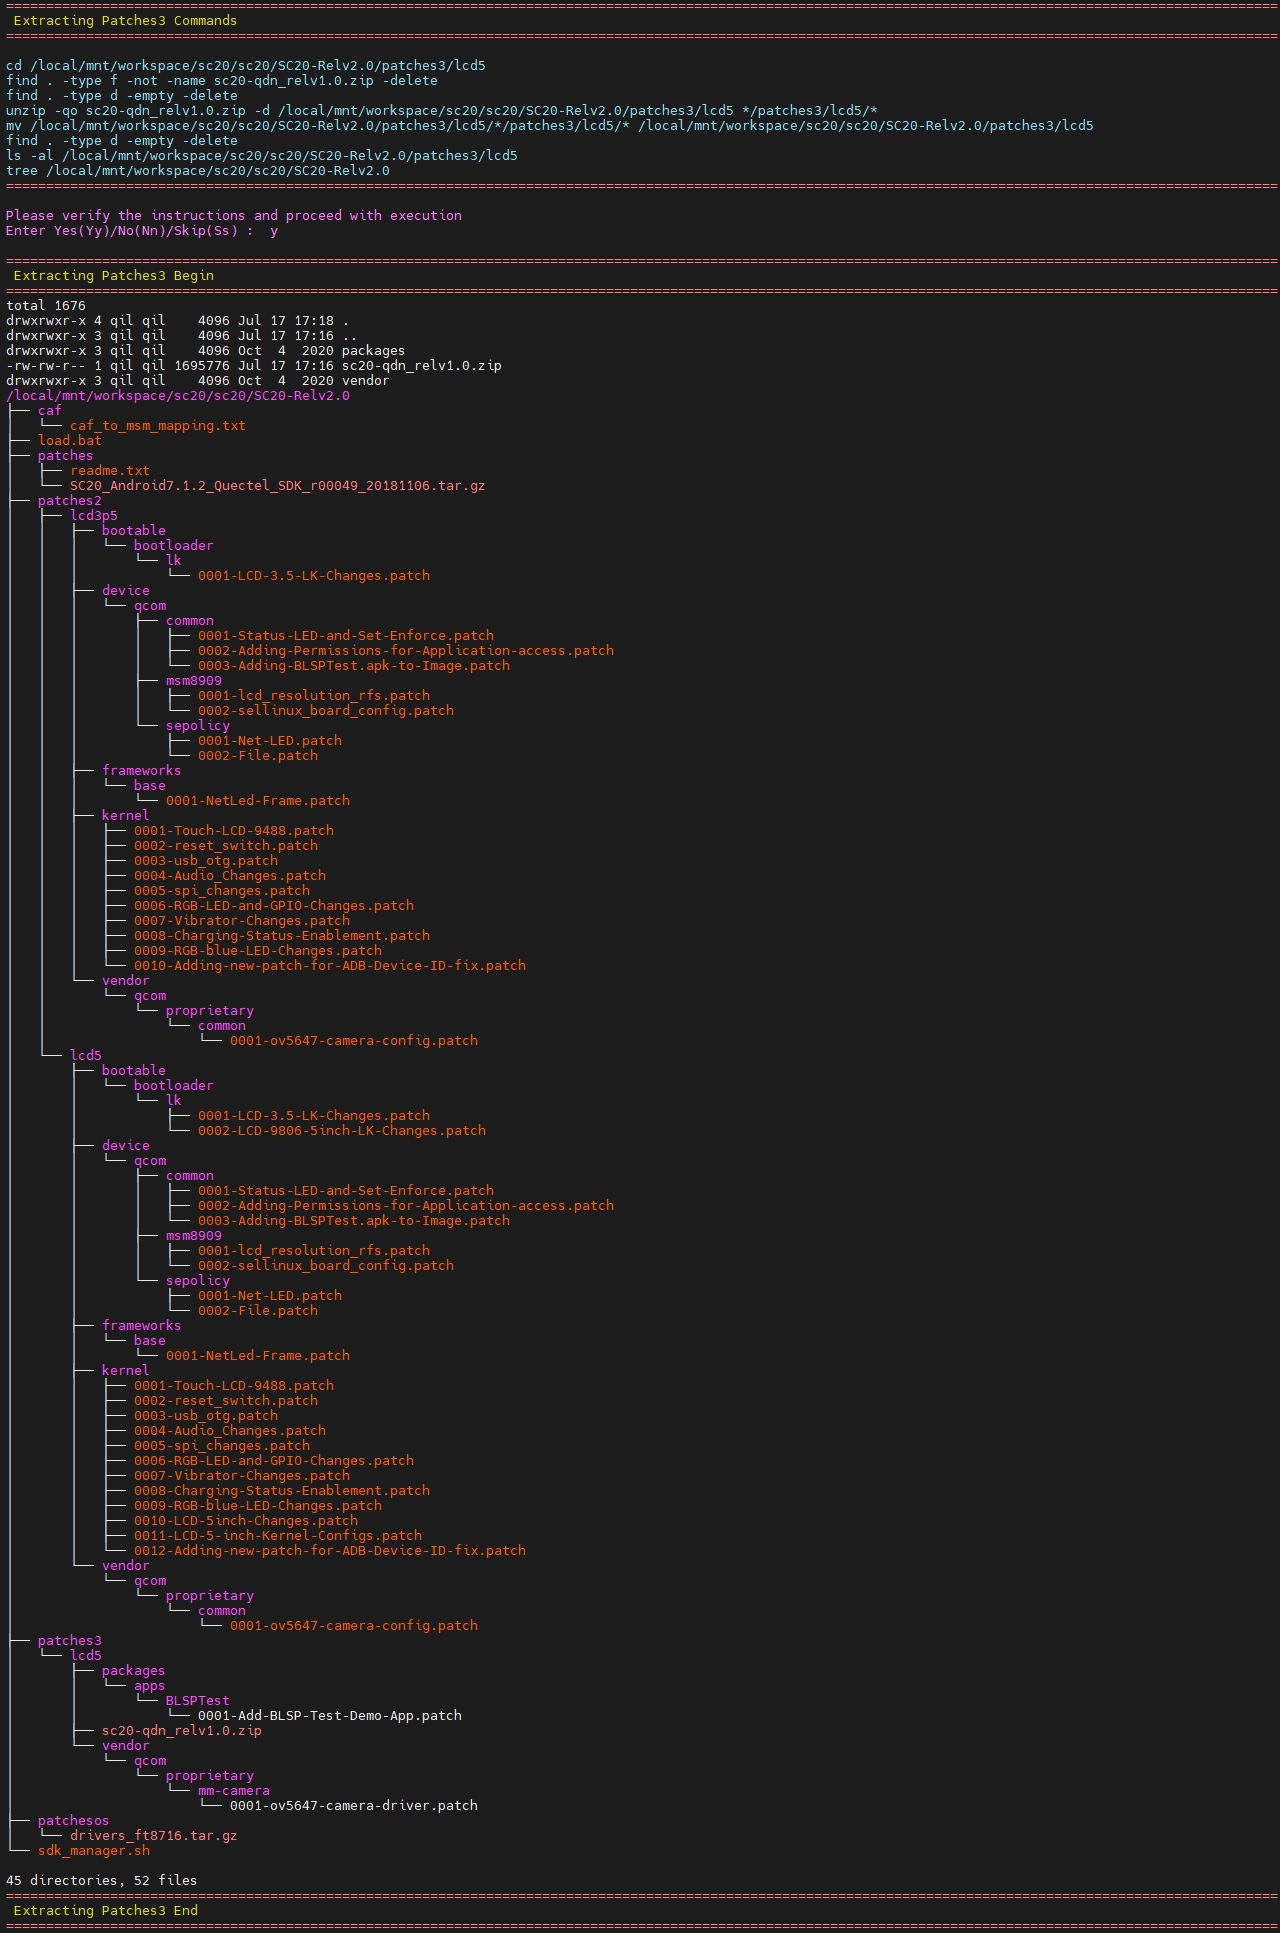 ================================================================================
 Extracting Patches3 Commands
================================================================================
cd /local/mnt/workspace/sc20/sc20/SC20-Relv2.0/patches3/lcd5
find . -type f -not -name sc20-qdn_relv1.0.zip -delete
find . -type d -empty -delete
unzip -qo sc20-qdn_relv1.0.zip -d /local/mnt/workspace/sc20/sc20/SC20-Relv2.0/patches3/lcd5 */patches3/lcd5/*
mv /local/mnt/workspace/sc20/sc20/SC20-Relv2.0/patches3/lcd5/*/patches3/lcd5/* /local/mnt/workspace/sc20/sc20/SC20-Relv2.0/patches3/lcd5
find . -type d -empty -delete
ls -al /local/mnt/workspace/sc20/sc20/SC20-Relv2.0/patches3/lcd5
tree /local/mnt/workspace/sc20/sc20/SC20-Relv2.0
================================================================================
Please verify the instructions and proceed with execution
Enter Yes(Yy)/No(Nn)/Skip(Ss) :  y
================================================================================
 Extracting Patches3 Begin
================================================================================
total 1676
drwxrwxr-x 4 qil qil    4096 Jul 17 17:18 .
drwxrwxr-x 3 qil qil    4096 Jul 17 17:16 ..
drwxrwxr-x 3 qil qil    4096 Oct  4  2020 packages
-rw-rw-r-- 1 qil qil 1695776 Jul 17 17:16 sc20-qdn_relv1.0.zip
drwxrwxr-x 3 qil qil    4096 Oct  4  2020 vendor
/local/mnt/workspace/sc20/sc20/SC20-Relv2.0
├── caf
│   └── caf_to_msm_mapping.txt
├── load.bat
├── patches
│   ├── readme.txt
│   └── SC20_Android7.1.2_Quectel_SDK_r00049_20181106.tar.gz
├── patches2
│   ├── lcd3p5
│   │   ├── bootable
│   │   │   └── bootloader
│   │   │       └── lk
│   │   │           └── 0001-LCD-3.5-LK-Changes.patch
│   │   ├── device
│   │   │   └── qcom
│   │   │       ├── common
│   │   │       │   ├── 0001-Status-LED-and-Set-Enforce.patch
│   │   │       │   ├── 0002-Adding-Permissions-for-Application-access.patch
│   │   │       │   └── 0003-Adding-BLSPTest.apk-to-Image.patch
│   │   │       ├── msm8909
│   │   │       │   ├── 0001-lcd_resolution_rfs.patch
│   │   │       │   └── 0002-sellinux_board_config.patch
│   │   │       └── sepolicy
│   │   │           ├── 0001-Net-LED.patch
│   │   │           └── 0002-File.patch
│   │   ├── frameworks
│   │   │   └── base
│   │   │       └── 0001-NetLed-Frame.patch
│   │   ├── kernel
│   │   │   ├── 0001-Touch-LCD-9488.patch
│   │   │   ├── 0002-reset_switch.patch
│   │   │   ├── 0003-usb_otg.patch
│   │   │   ├── 0004-Audio_Changes.patch
│   │   │   ├── 0005-spi_changes.patch
│   │   │   ├── 0006-RGB-LED-and-GPIO-Changes.patch
│   │   │   ├── 0007-Vibrator-Changes.patch
│   │   │   ├── 0008-Charging-Status-Enablement.patch
│   │   │   ├── 0009-RGB-blue-LED-Changes.patch
│   │   │   └── 0010-Adding-new-patch-for-ADB-Device-ID-fix.patch
│   │   └── vendor
│   │       └── qcom
│   │           └── proprietary
│   │               └── common
│   │                   └── 0001-ov5647-camera-config.patch
│   └── lcd5
│       ├── bootable
│       │   └── bootloader
│       │       └── lk
│       │           ├── 0001-LCD-3.5-LK-Changes.patch
│       │           └── 0002-LCD-9806-5inch-LK-Changes.patch
│       ├── device
│       │   └── qcom
│       │       ├── common
│       │       │   ├── 0001-Status-LED-and-Set-Enforce.patch
│       │       │   ├── 0002-Adding-Permissions-for-Application-access.patch
│       │       │   └── 0003-Adding-BLSPTest.apk-to-Image.patch
│       │       ├── msm8909
│       │       │   ├── 0001-lcd_resolution_rfs.patch
│       │       │   └── 0002-sellinux_board_config.patch
│       │       └── sepolicy
│       │           ├── 0001-Net-LED.patch
│       │           └── 0002-File.patch
│       ├── frameworks
│       │   └── base
│       │       └── 0001-NetLed-Frame.patch
│       ├── kernel
│       │   ├── 0001-Touch-LCD-9488.patch
│       │   ├── 0002-reset_switch.patch
│       │   ├── 0003-usb_otg.patch
│       │   ├── 0004-Audio_Changes.patch
│       │   ├── 0005-spi_changes.patch
│       │   ├── 0006-RGB-LED-and-GPIO-Changes.patch
│       │   ├── 0007-Vibrator-Changes.patch
│       │   ├── 0008-Charging-Status-Enablement.patch
│       │   ├── 0009-RGB-blue-LED-Changes.patch
│       │   ├── 0010-LCD-5inch-Changes.patch
│       │   ├── 0011-LCD-5-inch-Kernel-Configs.patch
│       │   └── 0012-Adding-new-patch-for-ADB-Device-ID-fix.patch
│       └── vendor
│           └── qcom
│               └── proprietary
│                   └── common
│                       └── 0001-ov5647-camera-config.patch
├── patches3
│   └── lcd5
│       ├── packages
│       │   └── apps
│       │       └── BLSPTest
│       │           └── 0001-Add-BLSP-Test-Demo-App.patch
│       ├── sc20-qdn_relv1.0.zip
│       └── vendor
│           └── qcom
│               └── proprietary
│                   └── mm-camera
│                       └── 0001-ov5647-camera-driver.patch
├── patchesos
│   └── drivers_ft8716.tar.gz
└── sdk_manager.sh
45 directories, 52 files
================================================================================
 Extracting Patches3 End
================================================================================